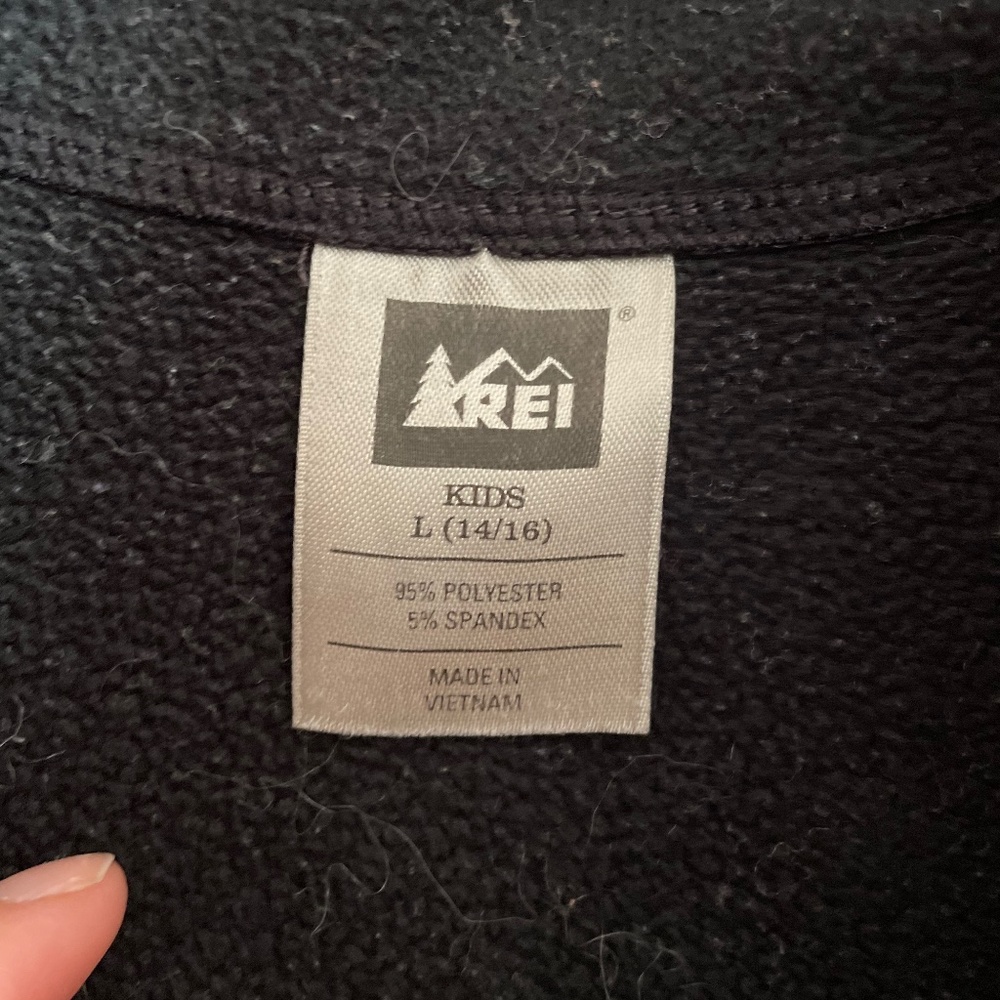 REI®
KIDS
L (14/16)
95% POLYESTER
5% SPANDEX
MADE IN
VIETNAM